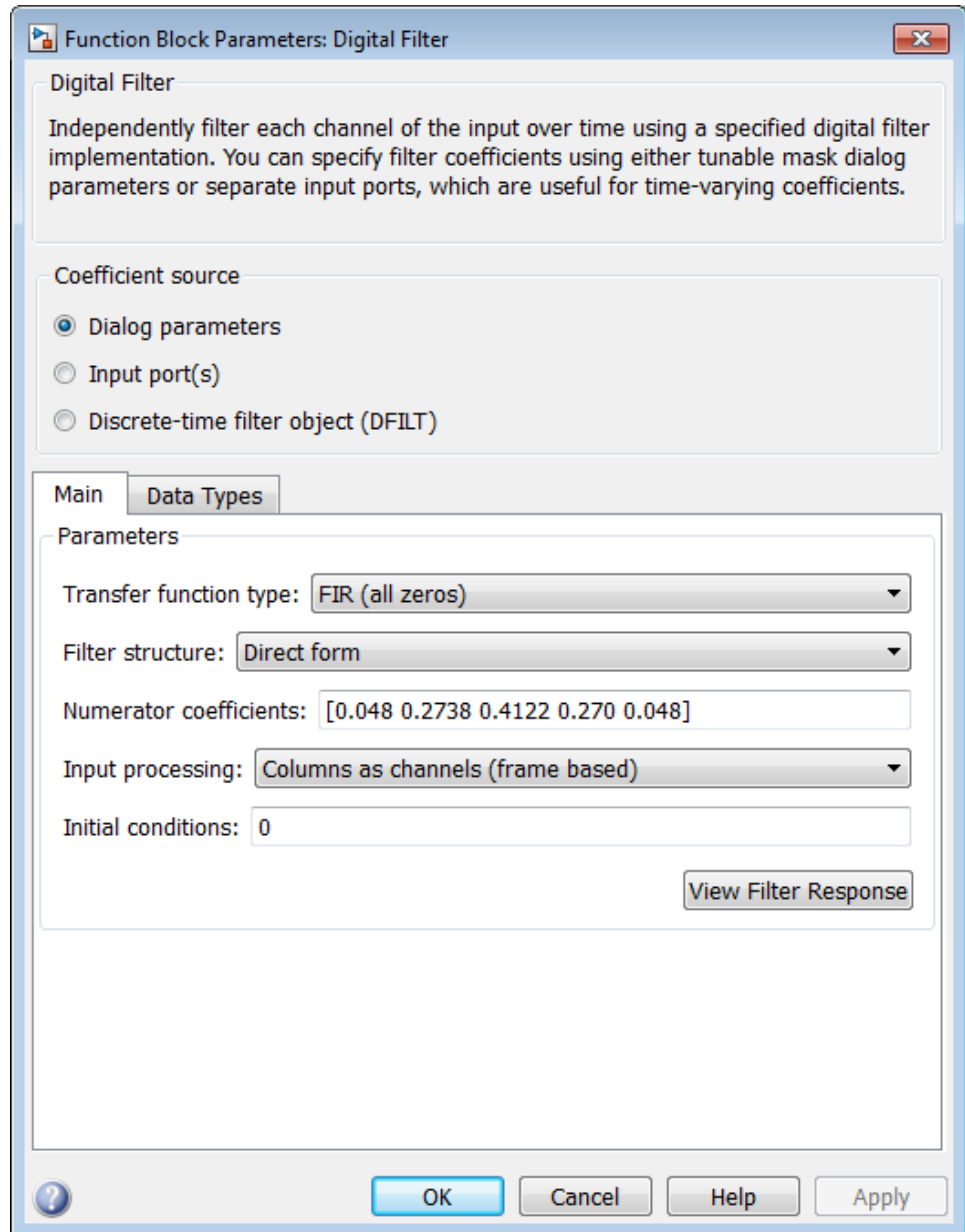 Function Block Parameters: Digital Filter
Digital Filter
Independently filter each channel of the input over time using a specified digital filter
implementation. You can specify filter coefficients using either tunable mask dialog
parameters or separate input ports, which are useful for time-varying coefficients.
Coefficient source
Dialog parameters
Input port(s)
Discrete-time filter object (DFILT)
Main Data Types
Parameters
Transfer function type: FIR (all zeros)
Filter structure: Direct form
Numerator coefficients: [0.048 0.2738 0.4122 0.270 0.048]
Input processing: Columns as channels (frame based)
Initial conditions: 0
View Filter Response
? OK Cancel Help Apply